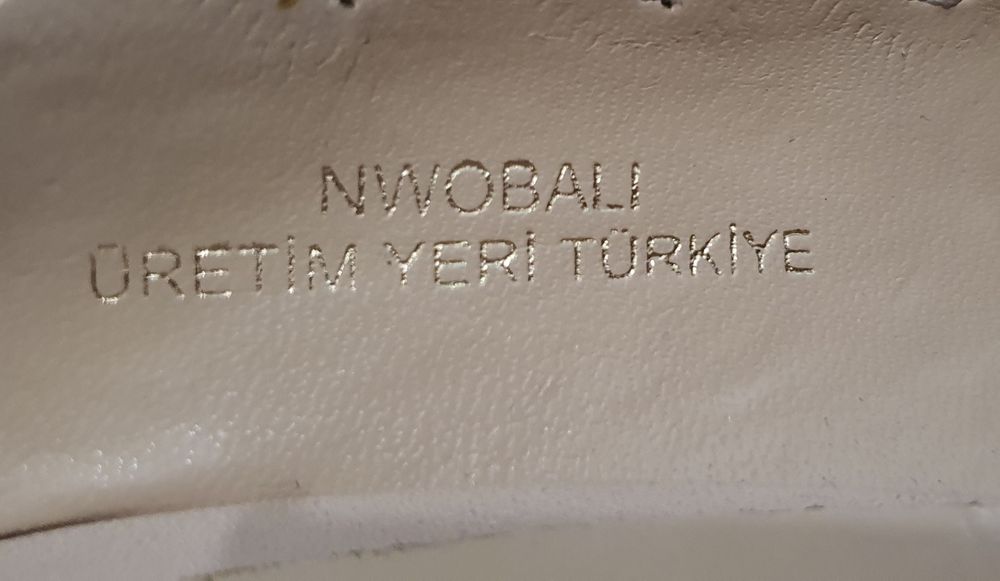 NWOBALI
ÜRETİM YERİ TÜRKİYE